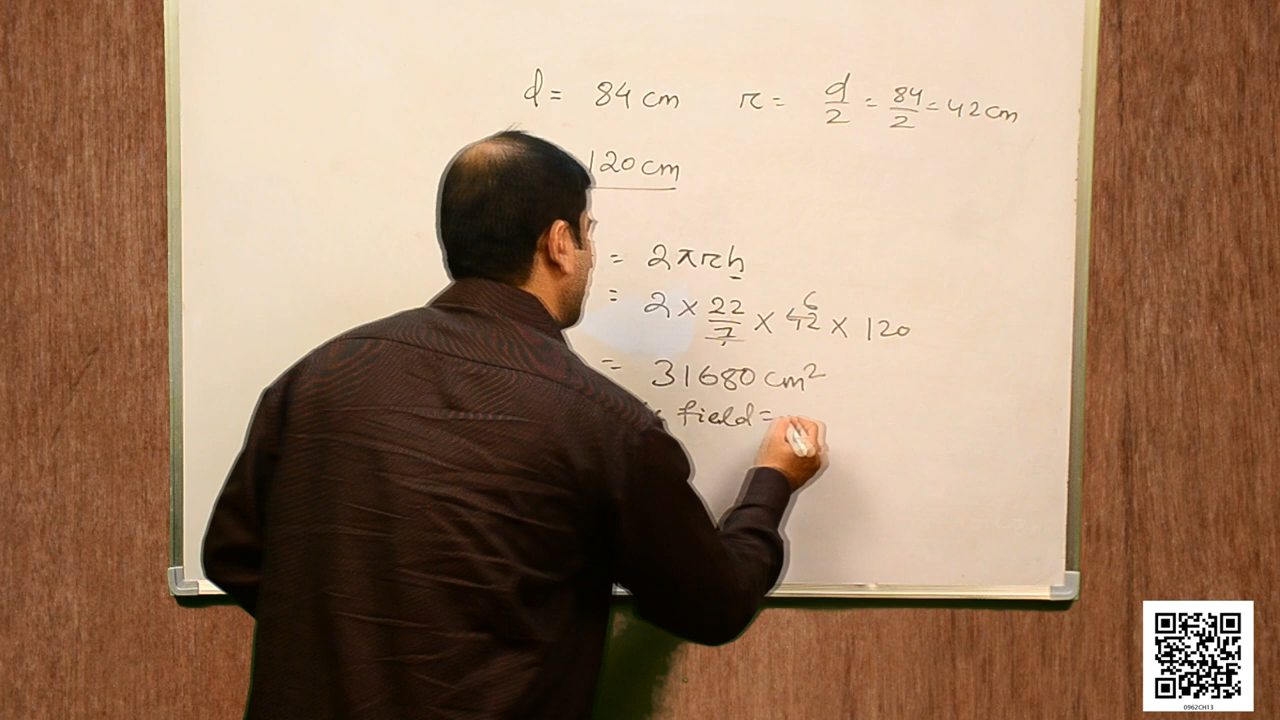 d = 84 cm r = d/2 = 84/2 = 42 cm
120 cm
= 2πrh
= 2 × 22/7 × 42 6 × 120
= 31680 cm²
field =
0962CH13